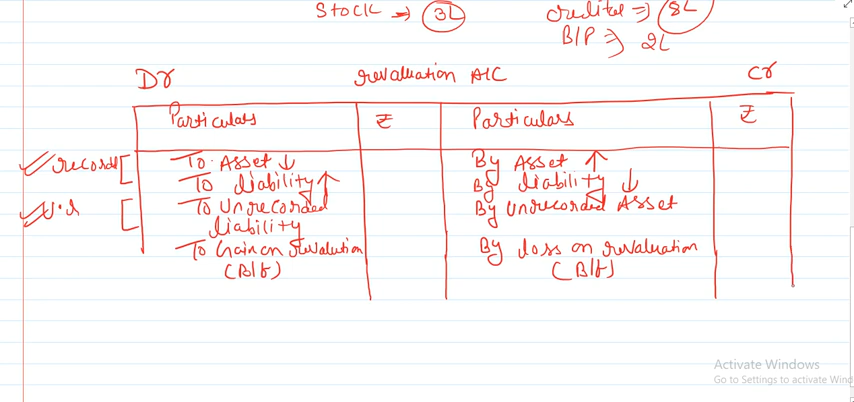 Stock → 3L creditor ⇒ 8L
B/P ⇒ 2L
Dr revaluation A/C Cr
Particulars ₹ Particulars ₹
record [ To Asset ↓ By Asset ↑
To liability ↑ By liability ↓
U.R [ To Unrecorded By Unrecorded Asset
liability
To Gain on revaluation By loss on revaluation
(B/f) (B/f)
Activate Windows
Go to Settings to activate Wind